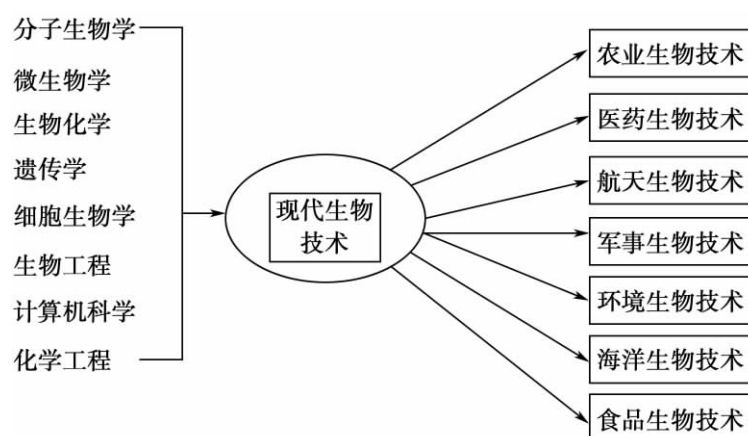 分子生物学
微生物学
生物化学
遗传学
细胞生物学
生物工程
计算机科学
化学工程
现代生物
技术
农业生物技术
医药生物技术
航天生物技术
军事生物技术
环境生物技术
海洋生物技术
食品生物技术